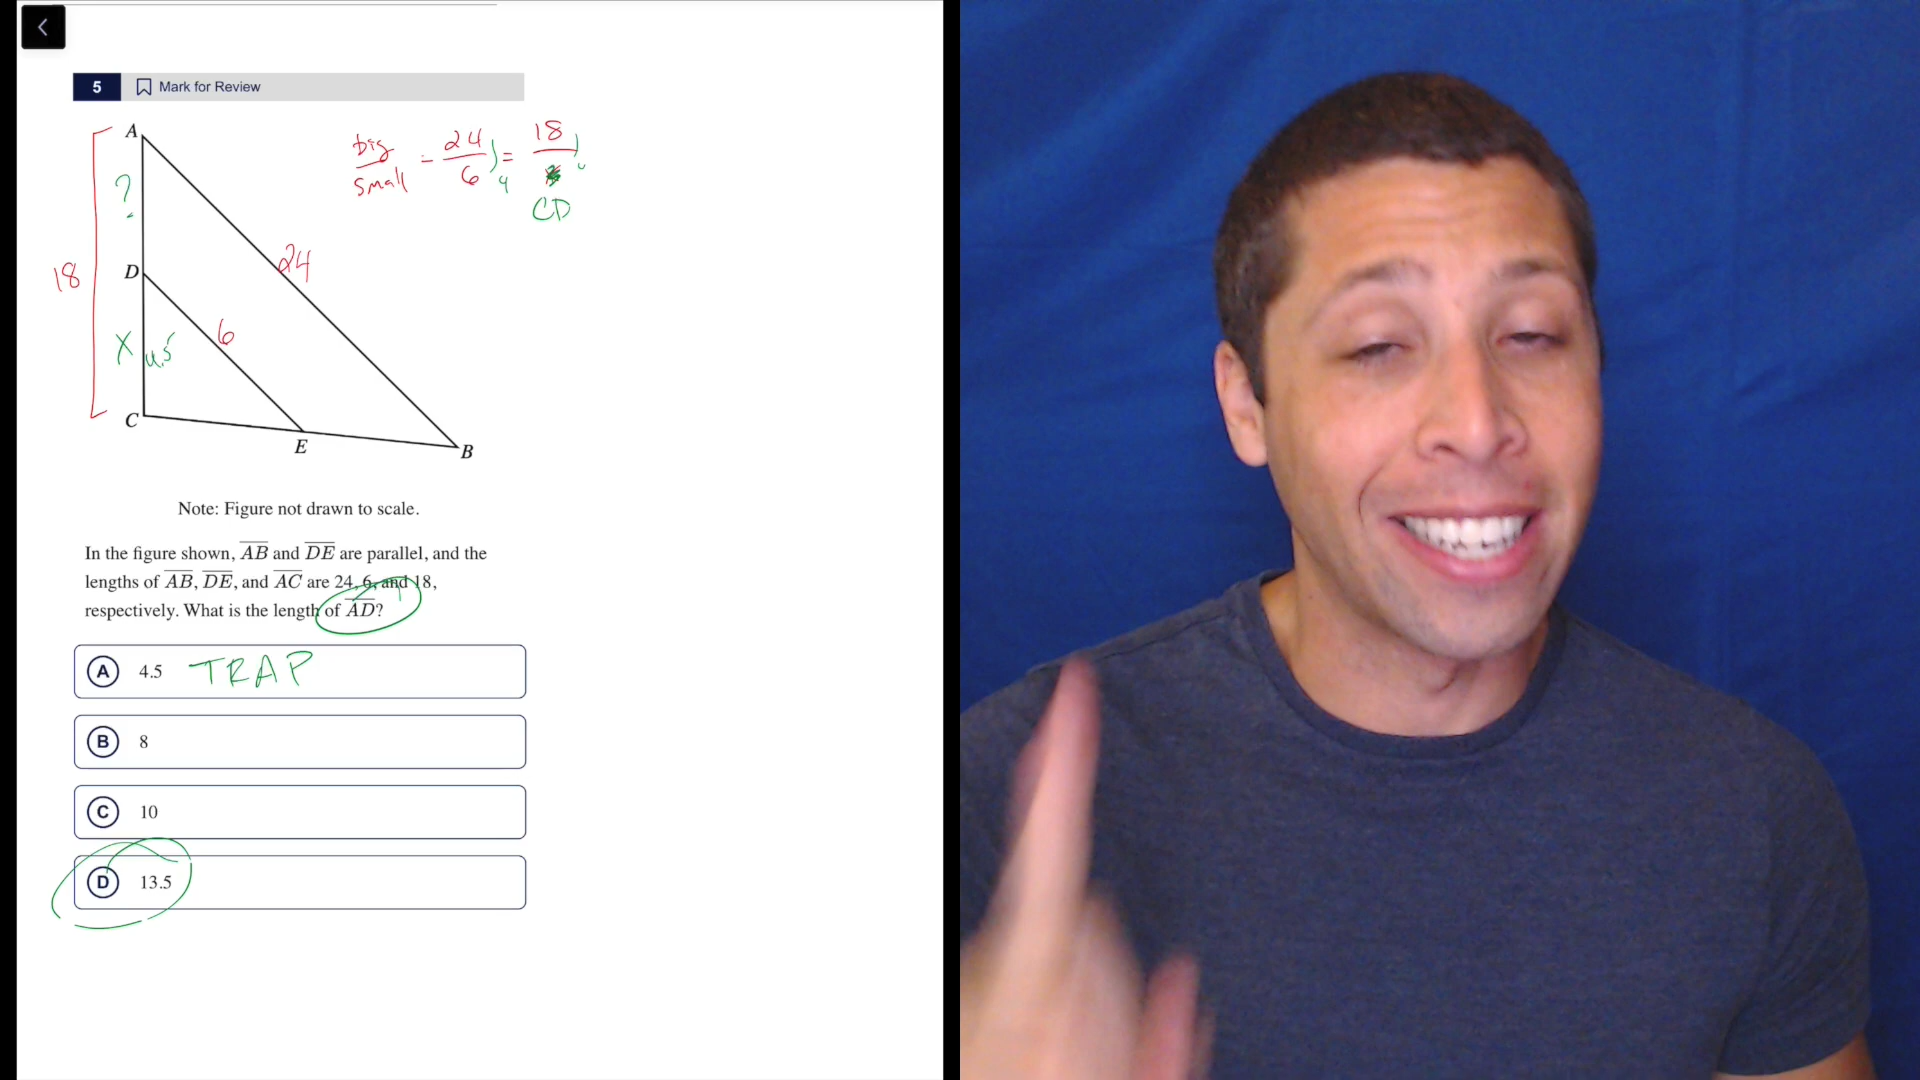 5 Mark for Review
A
?
D
X 4.5
C
E
B
18
24
6
big
small
= 24
6
4
= 18
CD
Note: Figure not drawn to scale.
In the figure shown, AB and DE are parallel, and the
lengths of AB, DE, and AC are 24, 6, and 18,
respectively. What is the length of AD?
A 4.5 TRAP
B 8
C 10
D 13.5